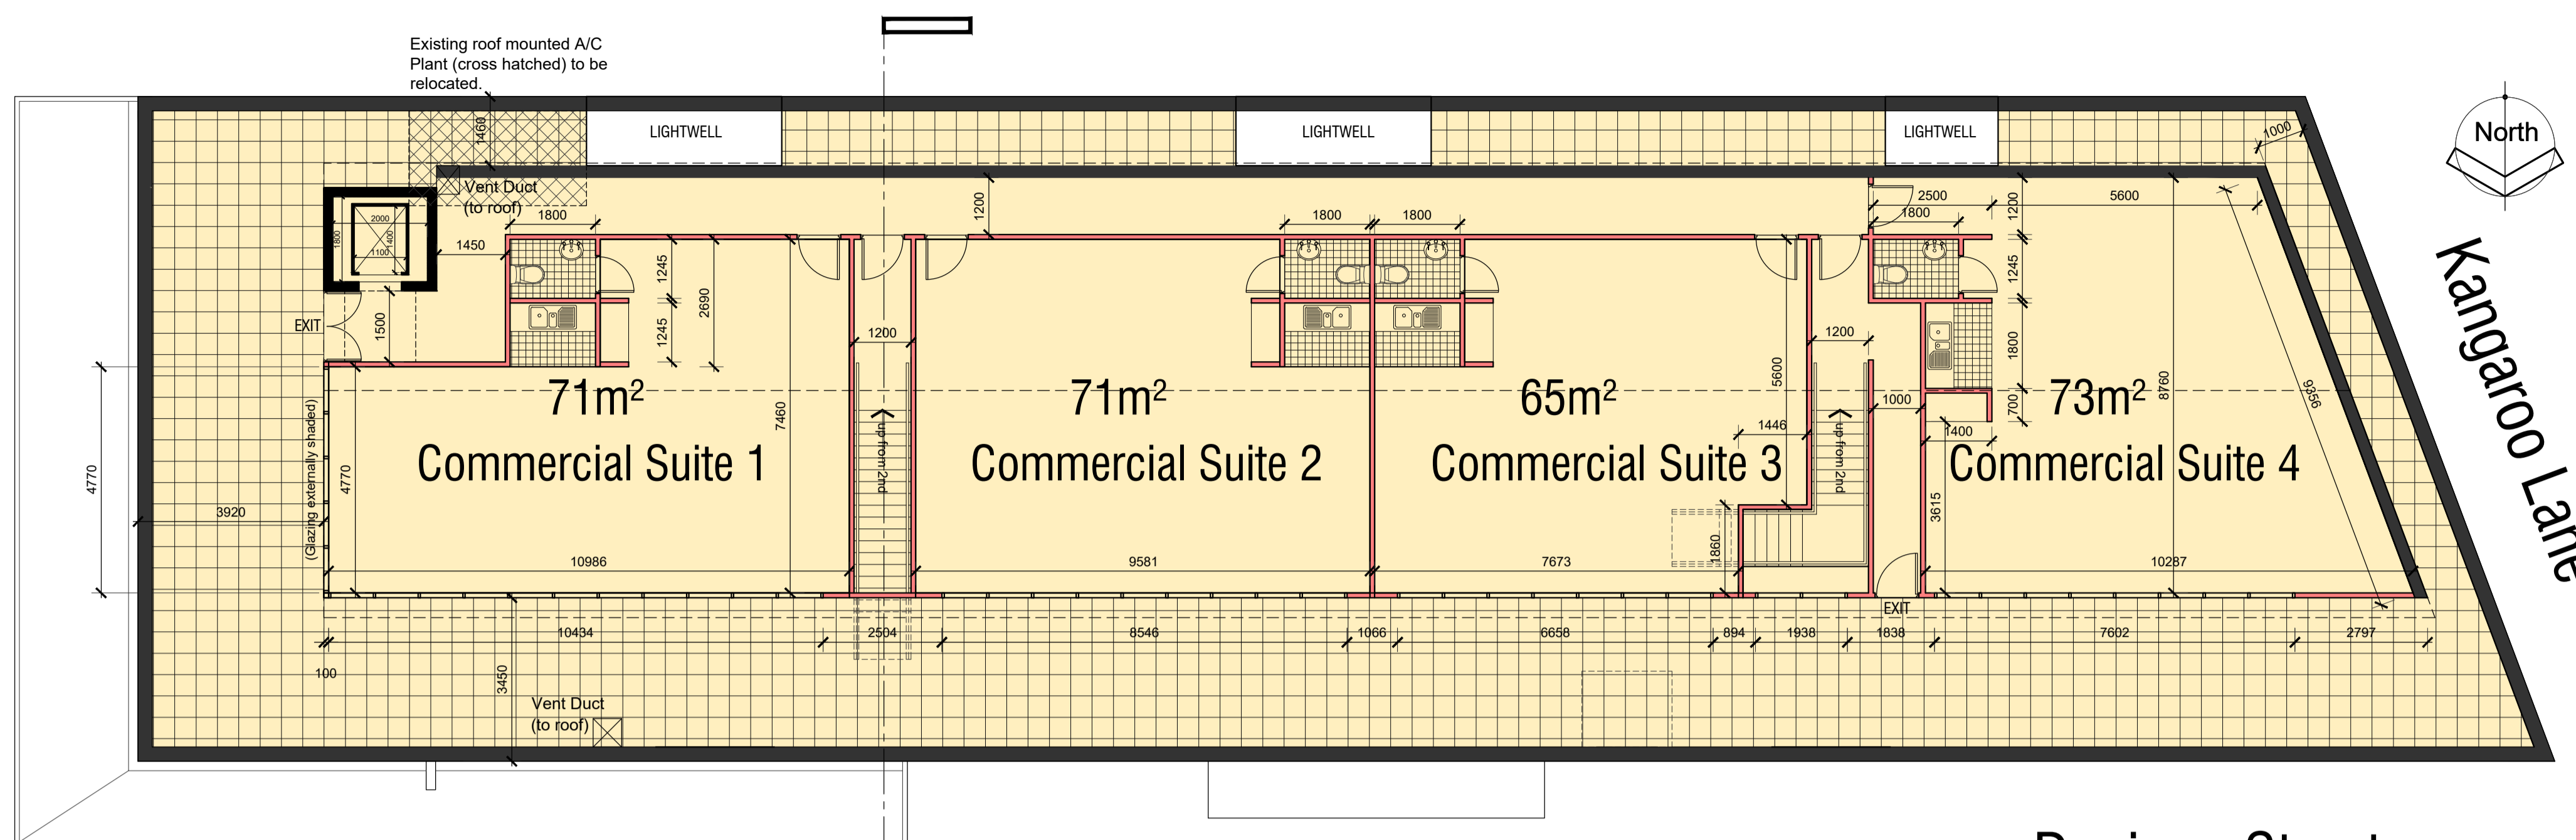 Existing roof mounted A/C
Plant (cross hatched) to be
relocated.
1460
LIGHTWELL
LIGHTWELL
LIGHTWELL
1000
North
Vent Duct
(to roof)
1800
1200
1800
1800
2500
1800
1200
5600
2000
1800
1400
1100
1450
1245
1245
2690
1245
1800
700
EXIT
1500
1200
1200
5600
8760
9356
Kangaroo Lane
4770
(Glazing externally shaded)
4770
71m²
Commercial Suite 1
7460
up from 2nd
71m²
Commercial Suite 2
65m²
Commercial Suite 3
1446
up from 2nd
1000
1400
73m²
Commercial Suite 4
3615
3920
10986
9581
7673
1860
10287
EXIT
10434
2504
8546
1066
6658
894
1938
1838
7602
2797
100
3450
Vent Duct
(to roof)